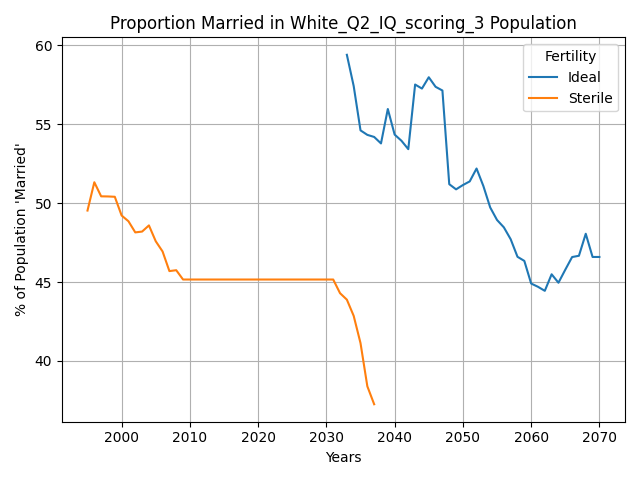 Proportion Married in White_Q2_IQ_scoring_3 Population
% of Population 'Married'
60
55
50
45
40
Fertility
Ideal
Sterile
2000 2010 2020 2030 2040 2050 2060 2070
Years